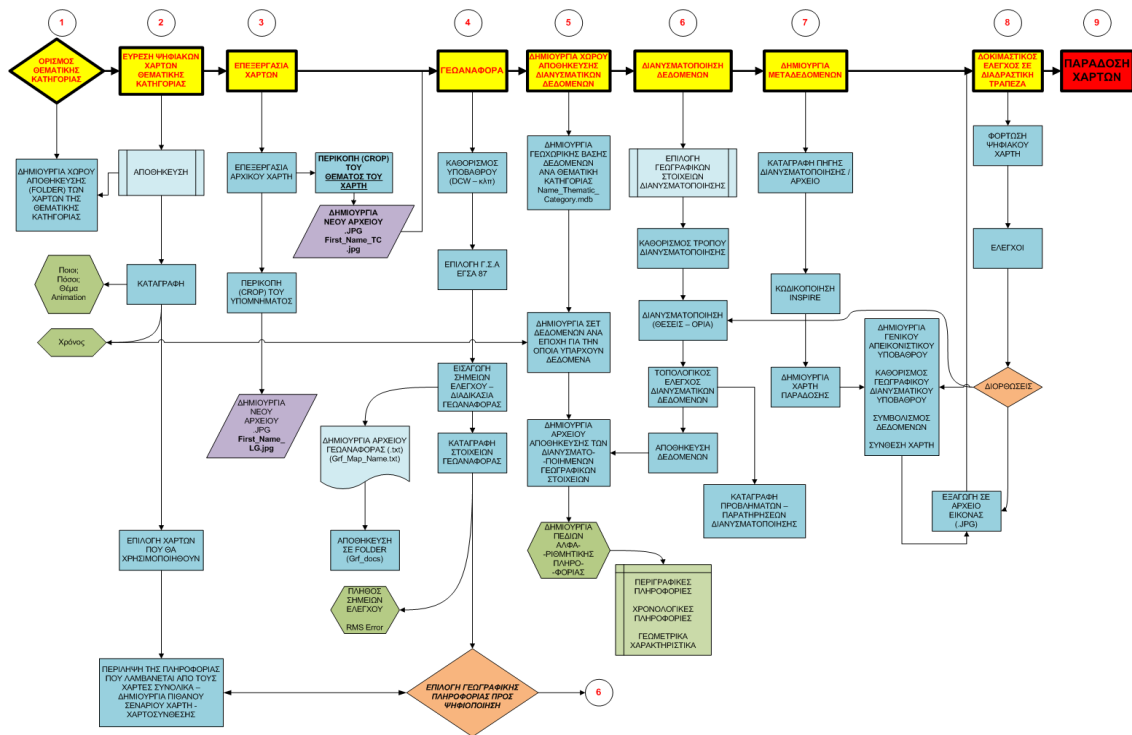 1
2
3
4
5
6
7
8
9
ΟΡΙΣΜΟΣ
ΘΕΜΑΤΙΚΗΣ
ΚΑΤΗΓΟΡΙΑΣ
ΕΥΡΕΣΗ ΨΗΦΙΑΚΩΝ
ΧΑΡΤΩΝ
ΘΕΜΑΤΙΚΗΣ
ΚΑΤΗΓΟΡΙΑΣ
ΕΠΕΞΕΡΓΑΣΙΑ
ΧΑΡΤΩΝ
ΓΕΩΑΝΑΦΟΡΑ
ΔΗΜΙΟΥΡΓΙΑ ΧΩΡΟΥ
ΑΠΟΘΗΚΕΥΣΗΣ
ΔΙΑΝΥΣΜΑΤΙΚΩΝ
ΔΕΔΟΜΕΝΩΝ
ΔΙΑΝΥΣΜΑΤΟΠΟΙΗΣΗ
ΔΕΔΟΜΕΝΩΝ
ΔΗΜΙΟΥΡΓΙΑ
ΜΕΤΑΔΕΔΟΜΕΝΩΝ
ΔΟΚΙΜΑΣΤΙΚΟΣ
ΕΛΕΓΧΟΣ ΣΕ
ΔΙΑΔΡΑΣΤΙΚΗ
ΤΡΑΠΕΖΑ
ΠΑΡΑΔΟΣΗ
ΧΑΡΤΩΝ
ΔΗΜΙΟΥΡΓΙΑ ΧΩΡΟΥ
ΑΠΟΘΗΚΕΥΣΗΣ
(FOLDER) ΤΩΝ
ΧΑΡΤΩΝ ΤΗΣ
ΘΕΜΑΤΙΚΗΣ
ΚΑΤΗΓΟΡΙΑΣ
ΑΠΟΘΗΚΕΥΣΗ
Ποιοι;
Πόσοι;
Θέμα
Animation
ΚΑΤΑΓΡΑΦΗ
Χρόνος
ΕΠΙΛΟΓΗ ΧΑΡΤΩΝ
ΠΟΥ ΘΑ
ΧΡΗΣΙΜΟΠΟΙΗΘΟΥΝ
ΠΕΡΙΛΗΨΗ ΤΗΣ ΠΛΗΡΟΦΟΡΙΑΣ
ΠΟΥ ΛΑΜΒΑΝΕΤΑΙ ΑΠΟ ΤΟΥΣ
ΧΑΡΤΕΣ ΣΥΝΟΛΙΚΑ –
ΔΗΜΙΟΥΡΓΙΑ ΠΙΘΑΝΟΥ
ΣΕΝΑΡΙΟΥ ΧΑΡΤΗ -
ΧΑΡΤΟΣΥΝΘΕΣΗΣ
ΕΠΕΞΕΡΓΑΣΙΑ
ΑΡΧΙΚΟΥ ΧΑΡΤΗ
ΠΕΡΙΚΟΠΗ (CROP) ΤΟΥ
ΘΕΜΑΤΟΣ ΤΟΥ
ΧΑΡΤΗ
ΔΗΜΙΟΥΡΓΙΑ
ΝΕΟΥ ΑΡΧΕΙΟΥ
.JPG
First_Name_TC
.jpg
ΠΕΡΙΚΟΠΗ
(CROP) ΤΟΥ
ΥΠΟΜΝΗΜΑΤΟΣ
ΔΗΜΙΟΥΡΓΙΑ
ΝΕΟΥ
ΑΡΧΕΙΟΥ
.JPG
First_Name_
LG.jpg
ΚΑΘΟΡΙΣΜΟΣ
ΥΠΟΒΑΘΡΟΥ
(DCW – κλπ)
ΕΠΙΛΟΓΗ Γ.Σ.Α
ΕΓΣΑ 87
ΕΙΣΑΓΩΓΗ
ΣΗΜΕΙΩΝ
ΕΛΕΓΧΟΥ –
ΔΙΑΔΙΚΑΣΙΑ
ΓΕΩΑΝΑΦΟΡΑΣ
ΔΗΜΙΟΥΡΓΙΑ ΑΡΧΕΙΟΥ
ΓΕΩΑΝΑΦΟΡΑΣ (.txt)
(Grf_Map_Name.txt)
ΚΑΤΑΓΡΑΦΗ
ΣΤΟΙΧΕΙΩΝ
ΓΕΩΑΝΑΦΟΡΑΣ
ΑΠΟΘΗΚΕΥΣΗ
ΣΕ FOLDER
(Grf_docs)
ΠΛΗΘΟΣ
ΣΗΜΕΙΩΝ
ΕΛΕΓΧΟΥ
RMS Error
ΕΠΙΛΟΓΗ ΓΕΩΓΡΑΦΙΚΗΣ
ΠΛΗΡΟΦΟΡΙΑΣ ΠΡΟΣ
ΨΗΦΙΟΠΟΙΗΣΗ
6
ΔΗΜΙΟΥΡΓΙΑ
ΓΕΩΧΩΡΙΚΗΣ ΒΑΣΗΣ
ΔΕΔΟΜΕΝΩΝ
ΑΝΑ ΘΕΜΑΤΙΚΗ
ΚΑΤΗΓΟΡΙΑΣ
Name_Thematic_
Category.mdb
ΔΗΜΙΟΥΡΓΙΑ ΣΕΤ
ΔΕΔΟΜΕΝΩΝ ΑΝΑ
ΕΠΟΧΗ ΓΙΑ ΤΗΝ
ΟΠΟΙΑ ΥΠΑΡΧΟΥΝ
ΔΕΔΟΜΕΝΑ
ΔΗΜΙΟΥΡΓΙΑ
ΑΡΧΕΙΟΥ
ΑΠΟΘΗΚΕΥΣΗΣ ΤΩΝ
ΔΙΑΝΥΣΜΑΤΟ-
-ΠΟΙΗΜΕΝΩΝ
ΓΕΩΓΡΑΦΙΚΩΝ
ΣΤΟΙΧΕΙΩΝ
ΔΗΜΙΟΥΡΓΙΑ
ΠΕΔΙΩΝ
ΑΛΦΑ-
-ΡΙΘΜΗΤΙΚΗΣ
ΠΛΗΡΟ-
-ΦΟΡΙΑΣ
ΠΕΡΙΓΡΑΦΙΚΕΣ
ΠΛΗΡΟΦΟΡΙΕΣ
ΧΡΟΝΟΛΟΓΙΚΕΣ
ΠΛΗΡΟΦΟΡΙΕΣ
ΓΕΩΜΕΤΡΙΚΑ
ΧΑΡΑΚΤΗΡΙΣΤΙΚΑ
ΕΠΙΛΟΓΗ
ΓΕΩΓΡΑΦΙΚΩΝ
ΣΤΟΙΧΕΙΩΝ
ΔΙΑΝΥΣΜΑΤΟΠΟΙΗΣΗΣ
ΚΑΘΟΡΙΣΜΟΣ ΤΡΟΠΟΥ
ΔΙΑΝΥΣΜΑΤΟΠΟΙΗΣΗΣ
ΔΙΑΝΥΣΜΑΤΟΠΟΙΗΣΗ
(ΘΕΣΕΙΣ – ΟΡΙΑ)
ΤΟΠΟΛΟΓΙΚΟΣ
ΕΛΕΓΧΟΣ
ΔΙΑΝΥΣΜΑΤΙΚΩΝ
ΔΕΔΟΜΕΝΩΝ
ΑΠΟΘΗΚΕΥΣΗ
ΔΕΔΟΜΕΝΩΝ
ΚΑΤΑΓΡΑΦΗ
ΠΡΟΒΛΗΜΑΤΩΝ –
ΠΑΡΑΤΗΡΗΣΕΩΝ
ΔΙΑΝΥΣΜΑΤΟΠΟΙΗΣΗΣ
ΚΑΤΑΓΡΑΦΗ ΠΗΓΗΣ
ΔΙΑΝΥΣΜΑΤΟΠΟΙΗΣΗΣ /
ΑΡΧΕΙΟ
ΚΩΔΙΚΟΠΟΙΗΣΗ
INSPIRE
ΔΗΜΙΟΥΡΓΙΑ
ΧΑΡΤΗ
ΠΑΡΑΔΟΣΗΣ
ΔΗΜΙΟΥΡΓΙΑ
ΓΕΝΙΚΟΥ
ΑΠΕΙΚΟΝΙΣΤΙΚΟΥ
ΥΠΟΒΑΘΡΟΥ
ΚΑΘΟΡΙΣΜΟΣ
ΓΕΩΓΡΑΦΙΚΟΥ
ΔΙΑΝΥΣΜΑΤΙΚΟΥ
ΥΠΟΒΑΘΡΟΥ
ΣΥΜΒΟΛΙΣΜΟΣ
ΔΕΔΟΜΕΝΩΝ
ΣΥΝΘΕΣΗ ΧΑΡΤΗ
ΦΟΡΤΩΣΗ
ΨΗΦΙΑΚΟΥ
ΧΑΡΤΗ
ΕΛΕΓΧΟΙ
ΔΙΟΡΘΩΣΕΙΣ
ΕΞΑΓΩΓΗ ΣΕ
ΑΡΧΕΙΟ
ΕΙΚΟΝΑΣ
(.JPG)